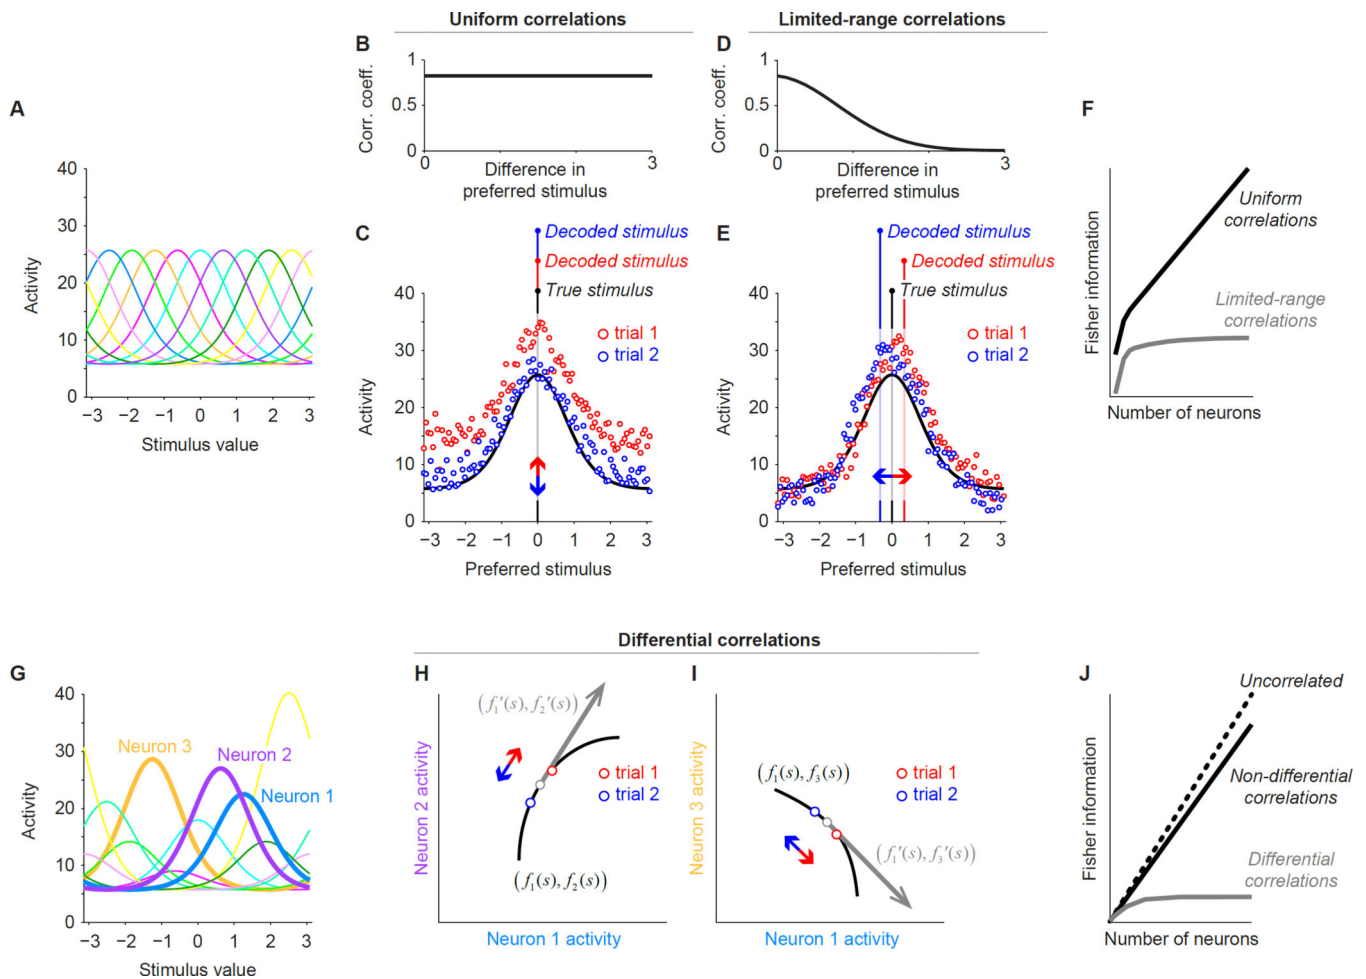 Uniform correlations
Limited-range correlations
A
B
Corr. coeff.
1
0.5
0
0
3
Difference in
preferred stimulus
D
Corr. coeff.
1
0.5
0
0
3
Difference in
preferred stimulus
Activity
40
30
20
10
0
−3 −2 −1 0 1 2 3
Stimulus value
C
Decoded stimulus
Decoded stimulus
True stimulus
trial 1
trial 2
Activity
40
30
20
10
0
−3 −2 −1 0 1 2 3
Preferred stimulus
E
Decoded stimulus
Decoded stimulus
True stimulus
trial 1
trial 2
Activity
40
30
20
10
0
−3 −2 −1 0 1 2 3
Preferred stimulus
F
Fisher information
Uniform
correlations
Limited-range
correlations
Number of neurons
Differential correlations
G
Activity
40
30
20
10
0
Neuron 3
Neuron 2
Neuron 1
−3 −2 −1 0 1 2 3
Stimulus value
H
Neuron 2 activity
(f₁′(s), f₂′(s))
trial 1
trial 2
(f₁(s), f₂(s))
Neuron 1 activity
I
Neuron 3 activity
(f₁(s), f₃(s))
trial 1
trial 2
(f₁′(s), f₃′(s))
Neuron 1 activity
J
Fisher information
Uncorrelated
Non-differential
correlations
Differential
correlations
Number of neurons